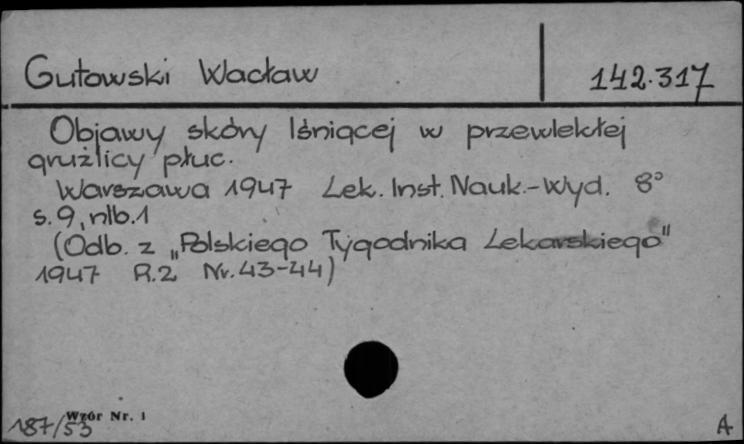 Gutowski Wacław 142.317
Objawy skóry lśniącej w przewlekłej
gruźlicy płuc.
Warszawa 1947 Lek. Inst. Nauk.-Wyd. 8°
s. 9, nlb. 1
(Odb. z „Polskiego Tygodnika Lekarskiego"
1947 R.2 Nr. 43-44)
Wzór Nr. 1
187/53 A